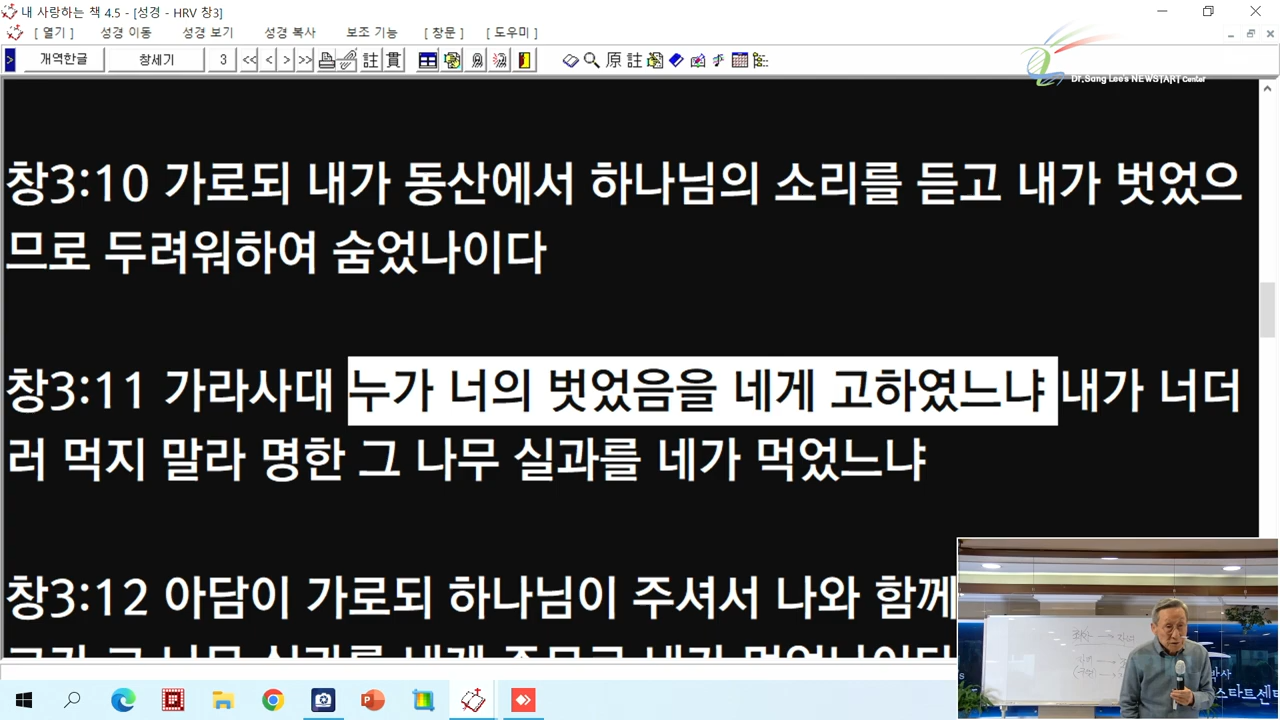 내 사랑하는 책 4.5 - [성경 - HRV 창3]
[ 열기 ] 성경 이동 성경 보기 성경 복사 보조 기능 [ 창문 ] [ 도우미 ]
> 개역한글 창세기 3 << < > >> 註 貫 原 註
Dr.Sang Lee's NEWSTART Center
창3:10 가로되 내가 동산에서 하나님의 소리를 듣고 내가 벗었으
므로 두려워하여 숨었나이다
창3:11 가라사대 누가 너의 벗었음을 네게 고하였느냐 내가 너더
러 먹지 말라 명한 그 나무 실과를 네가 먹었느냐
창3:12 아담이 가로되 하나님이 주셔서 나와 함께
박사
스타트센터